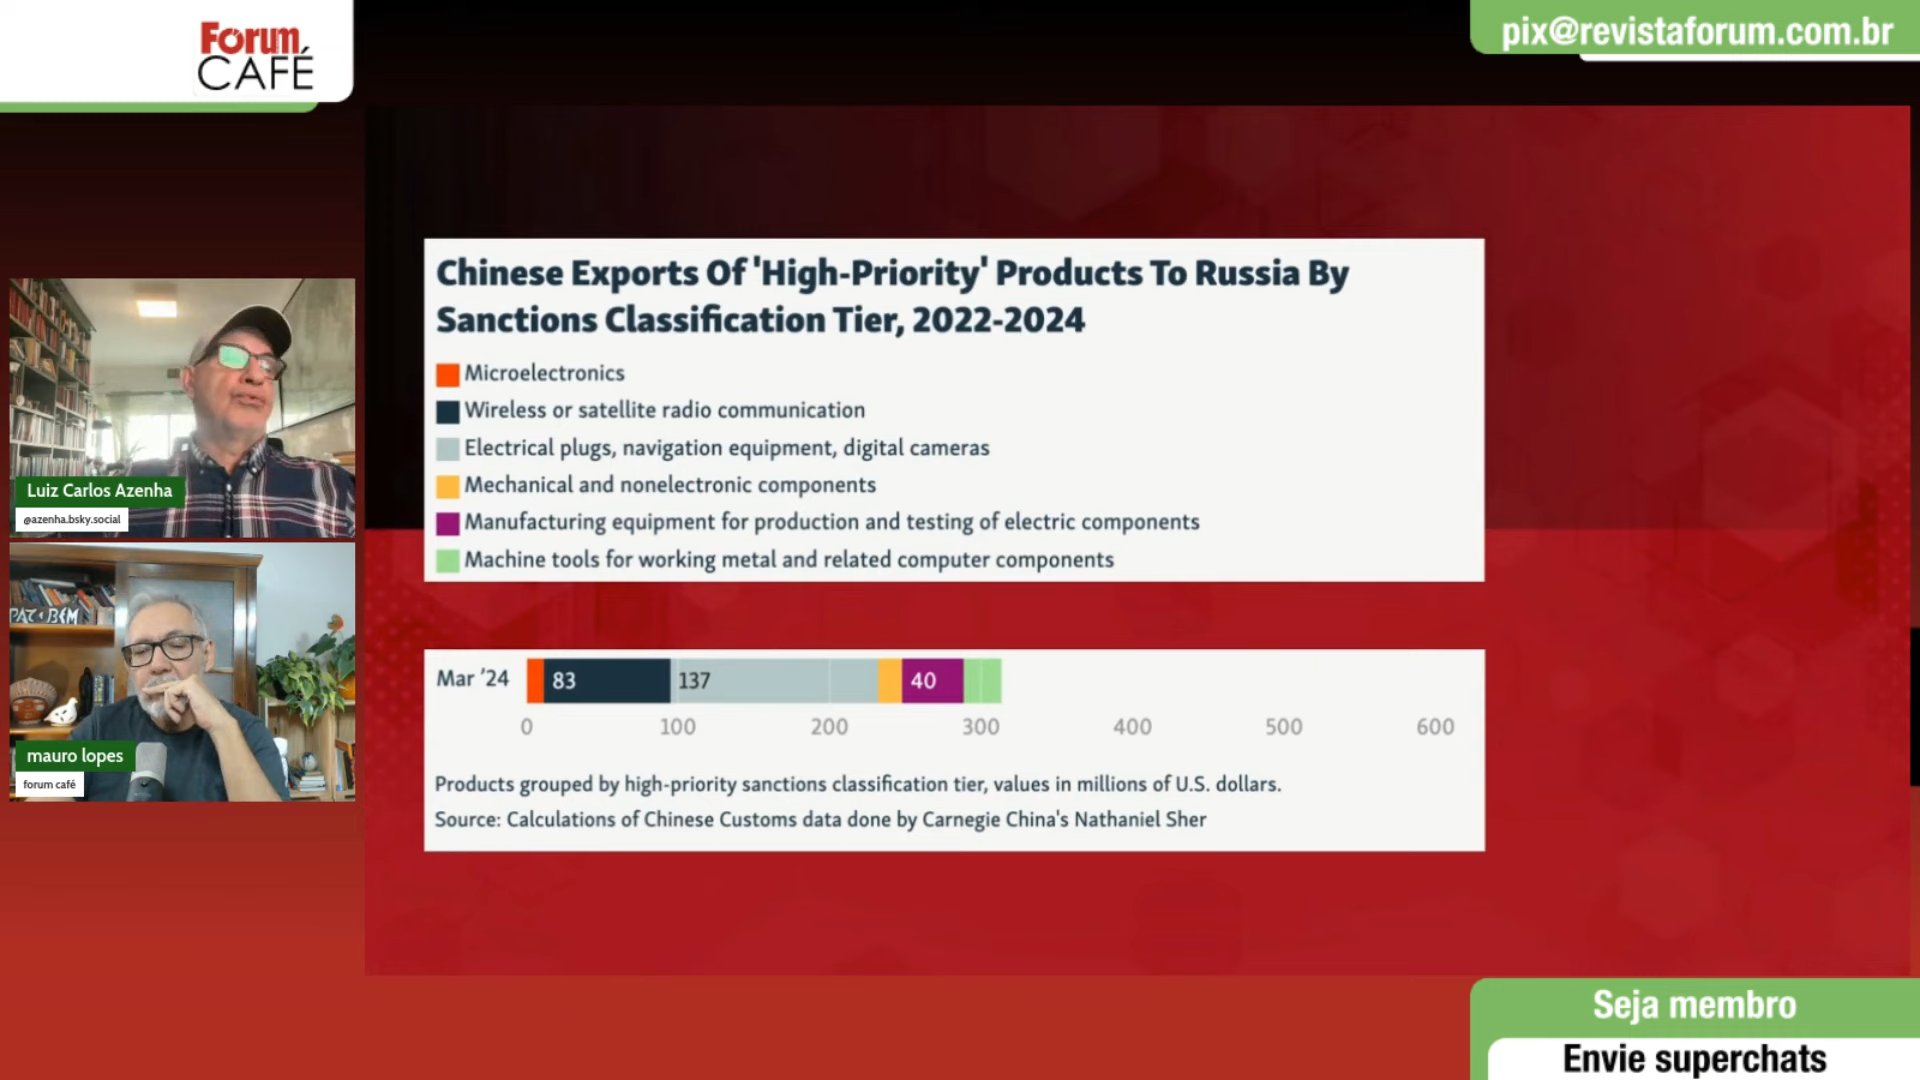 Forum
CAFÉ
pix@revistaforum.com.br
Chinese Exports Of 'High-Priority' Products To Russia By
Sanctions Classification Tier, 2022-2024
Microelectronics
Wireless or satellite radio communication
Electrical plugs, navigation equipment, digital cameras
Mechanical and nonelectronic components
Manufacturing equipment for production and testing of electric components
Machine tools for working metal and related computer components
Luiz Carlos Azenha
@azenha.bsky.social
PAZ E BEM
mauro lopes
forum café
Mar '24 83 137 40
0 100 200 300 400 500 600
Products grouped by high-priority sanctions classification tier, values in millions of U.S. dollars.
Source: Calculations of Chinese Customs data done by Carnegie China's Nathaniel Sher
Seja membro
Envie superchats